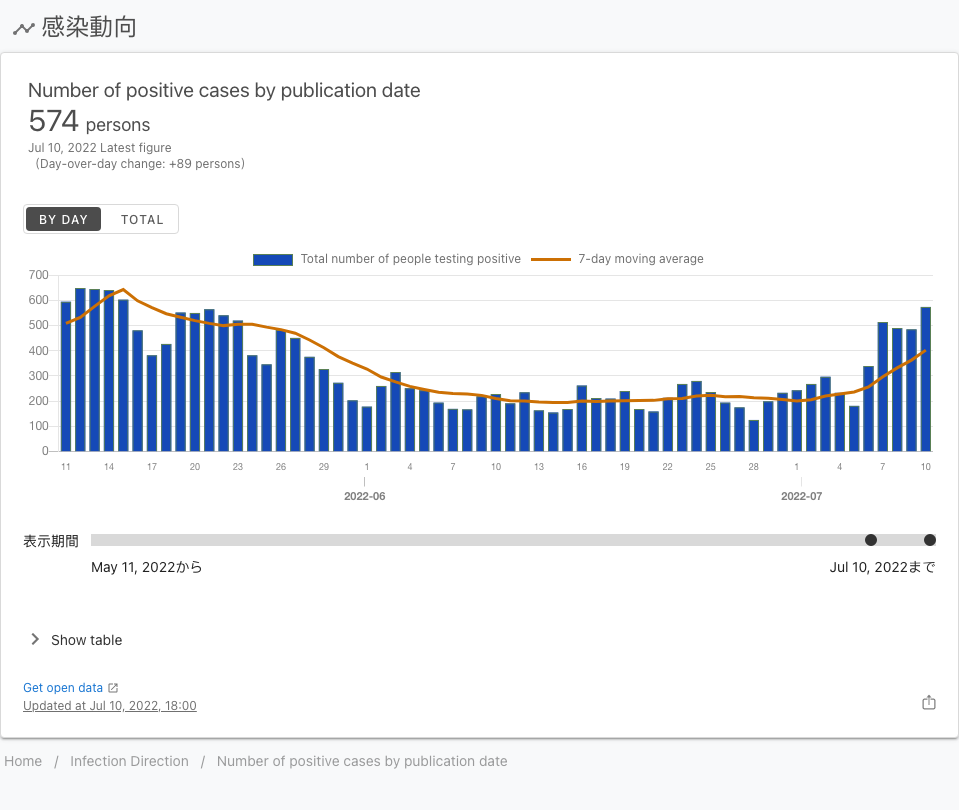 感染動向
Number of positive cases by publication date
574 persons
Jul 10, 2022 Latest figure
(Day-over-day change: +89 persons)
BY DAY TOTAL
Total number of people testing positive 7-day moving average
700
600
500
400
300
200
100
0
11 14 17 20 23 26 29 1 4 7 10 13 16 19 22 25 28 1 4 7 10
2022-06 2022-07
表示期間
May 11, 2022から Jul 10, 2022まで
Show table
Get open data
Updated at Jul 10, 2022, 18:00
Home / Infection Direction / Number of positive cases by publication date